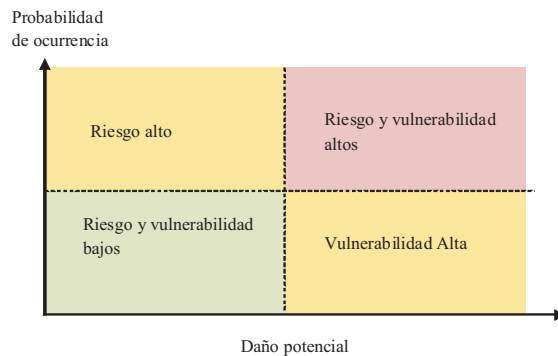 Probabilidad
de ocurrencia
Riesgo alto
Riesgo y vulnerabilidad
altos
Riesgo y vulnerabilidad
bajos
Vulnerabilidad Alta
Daño potencial